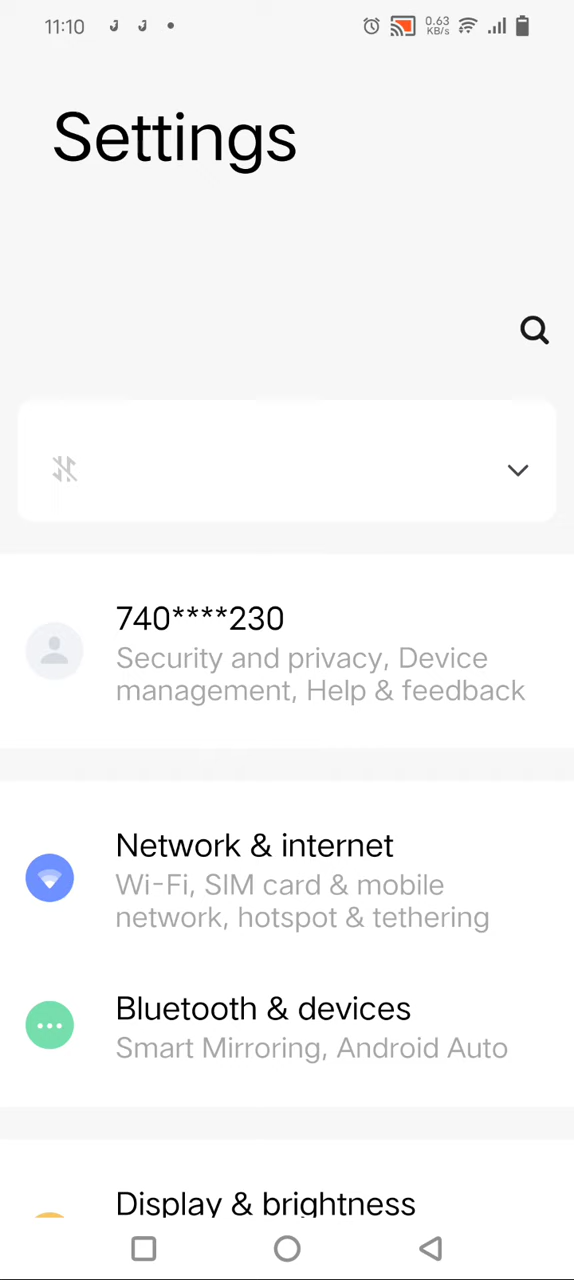 11:10
0.63
KB/s
Settings
740****230
Security and privacy, Device
management, Help & feedback
Network & internet
Wi-Fi, SIM card & mobile
network, hotspot & tethering
Bluetooth & devices
Smart Mirroring, Android Auto
Display & brightness